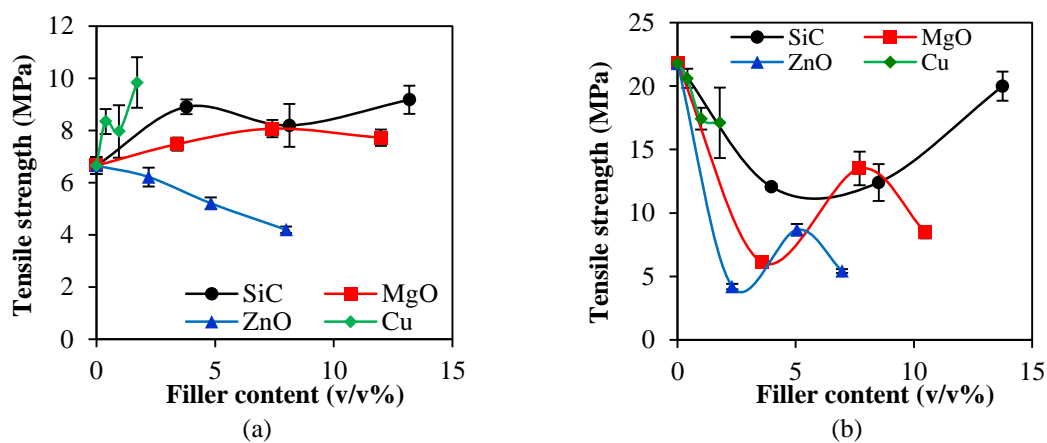 12
10
8
6
4
2
0
Tensile strength (MPa)
SiC MgO
ZnO Cu
0 5 10 15
Filler content (v/v%)
(a)
25
20
15
10
5
0
Tensile strength (MPa)
SiC MgO
ZnO Cu
0 5 10 15
Filler content (v/v%)
(b)